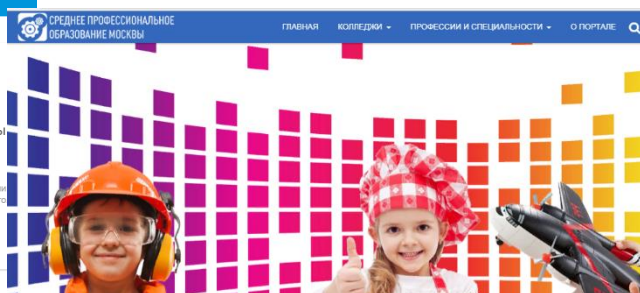 СРЕДНЕЕ ПРОФЕССИОНАЛЬНОЕ
ОБРАЗОВАНИЕ МОСКВЫ
ГЛАВНАЯ КОЛЛЕДЖИ ПРОФЕССИИ И СПЕЦИАЛЬНОСТИ О ПОРТАЛЕ